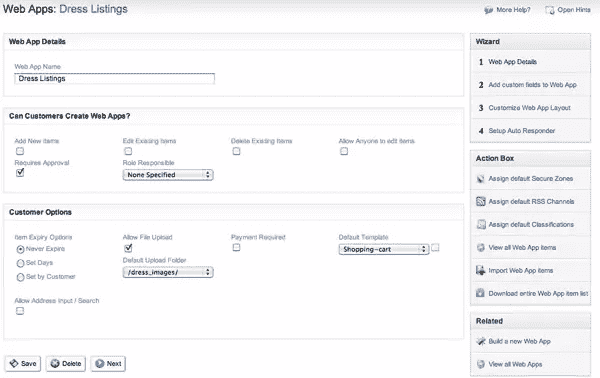 Web Apps: Dress Listings
More Help?
Open Hints
Web App Details
Web App Name
Dress Listings
Can Customers Create Web Apps?
Add New Items
Edit Existing Items
Delete Existing Items
Allow Anyone to edit items
Requires Approval
Role Responsible
None Specified
Customer Options
Item Expiry Options
Allow File Upload
Payment Required
Default Template
Never Expire
Shopping-cart
Set Days
Default Upload Folder
Set by Customer
/dress_images/
Allow Address Input / Search
Save
Delete
Next
Wizard
1 Web App Details
2 Add custom fields to Web App
3 Customize Web App Layout
4 Setup Auto Responder
Action Box
Assign default Secure Zones
Assign default RSS Channels
Assign default Classifications
View all Web App items
Import Web App items
Download entire Web App item list
Related
Build a new Web App
View all Web Apps